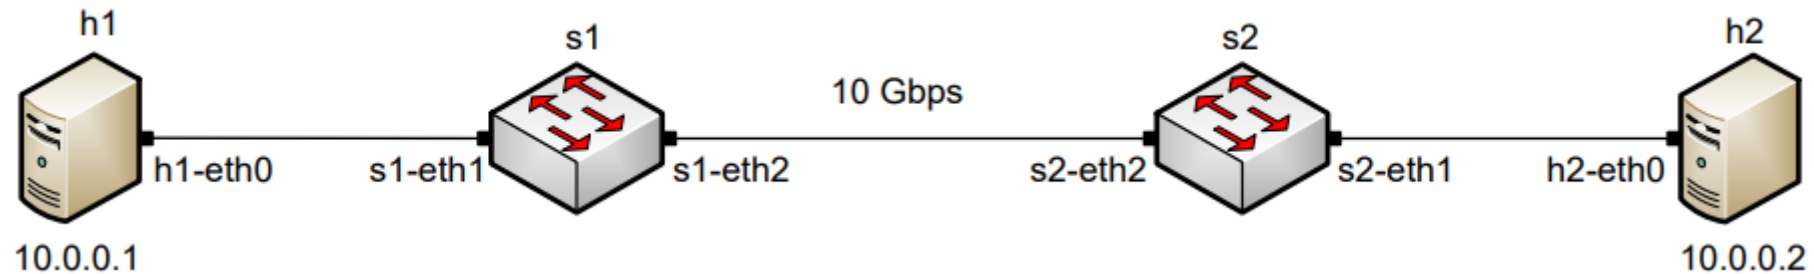 h1
s1
s2
h2
10 Gbps
h1-eth0
s1-eth1
s1-eth2
s2-eth2
s2-eth1
h2-eth0
10.0.0.1
10.0.0.2